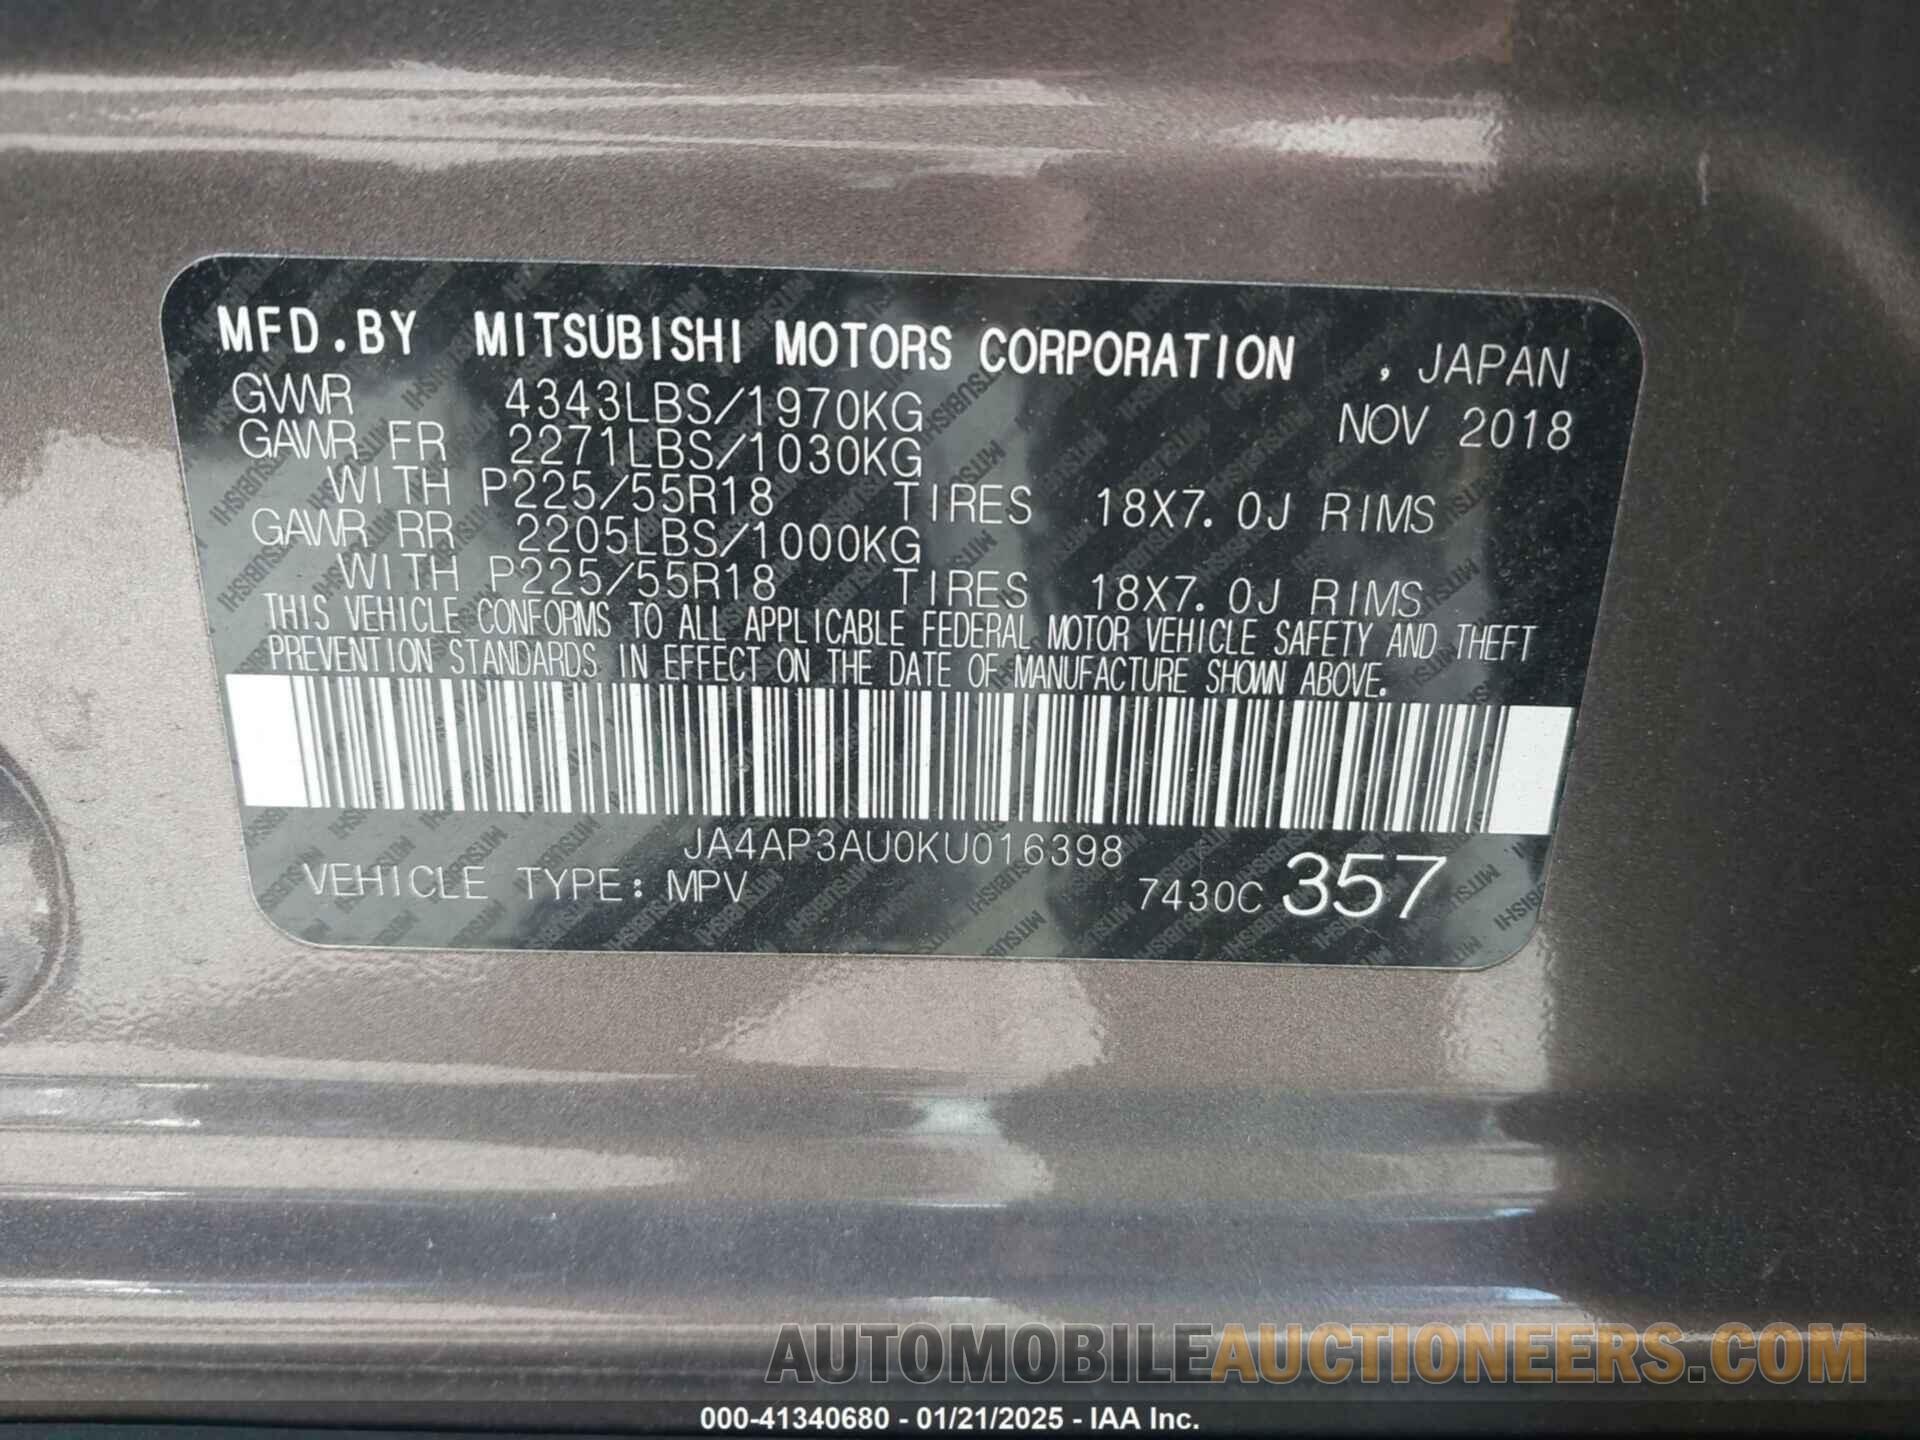 MFD.BY MITSUBISHI MOTORS CORPORATION , JAPAN
GVWR 4343LBS/1970KG NOV 2018
GAWR FR 2271LBS/1030KG
WITH P225/55R18 TIRES 18X7.0J RIMS
GAWR RR 2205LBS/1000KG
WITH P225/55R18 TIRES 18X7.0J RIMS
THIS VEHICLE CONFORMS TO ALL APPLICABLE FEDERAL MOTOR VEHICLE SAFETY AND THEFT
PREVENTION STANDARDS IN EFFECT ON THE DATE OF MANUFACTURE SHOWN ABOVE.
JA4AP3AU0KU016398
VEHICLE TYPE: MPV 7430C 357
AUTOMOBILEAUCTIONEERS.COM
000-41340680 - 01/21/2025 - IAA Inc.